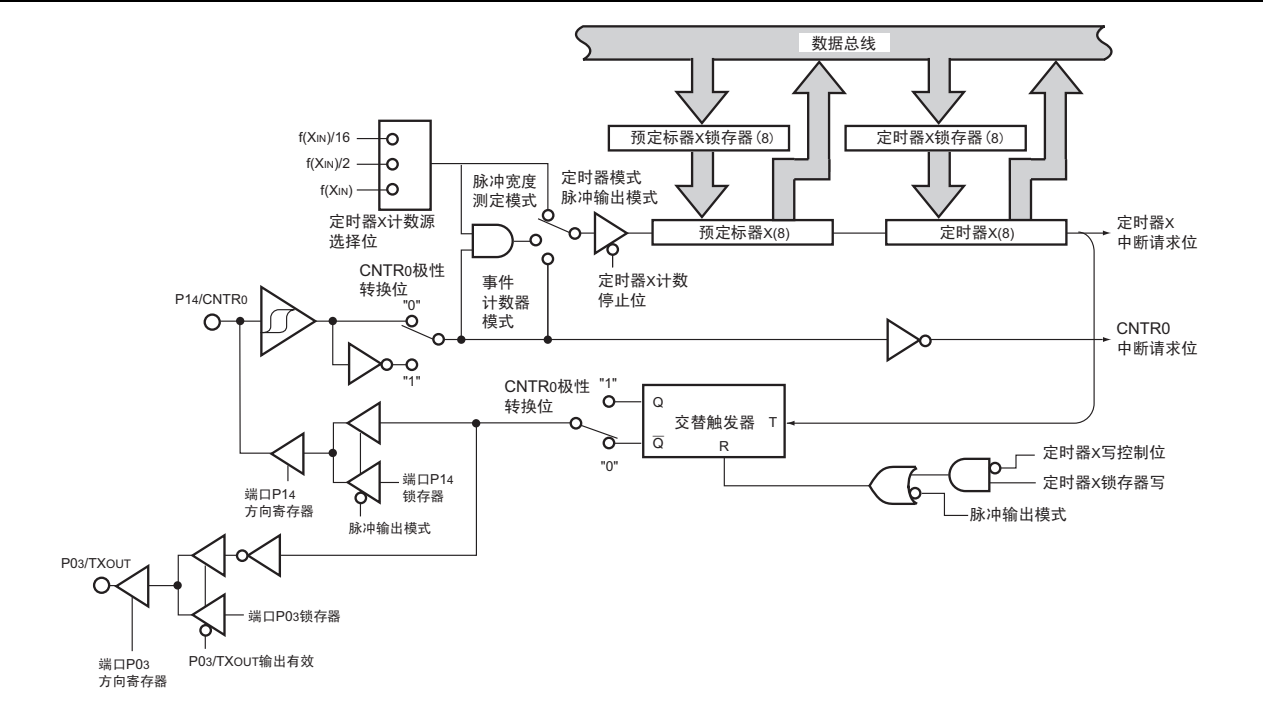 数据总线
预定标器X锁存器(8)
定时器X锁存器(8)
f(XIN)/16
f(XIN)/2
f(XIN)
定时器X计数源
选择位
脉冲宽度
测定模式
定时器模式
脉冲输出模式
预定标器X(8)
定时器X(8)
定时器X
中断请求位
定时器X计数
停止位
CNTR0极性
转换位
"0"
事件
计数器
模式
P14/CNTR0
"1"
CNTR0
中断请求位
CNTR0极性
转换位
"1"
"0"
Q
Q̅
交替触发器
T
R
定时器X写控制位
定时器X锁存器写
脉冲输出模式
端口P14
方向寄存器
端口P14
锁存器
脉冲输出模式
P03/TXOUT
端口P03锁存器
端口P03
方向寄存器
P03/TXOUT输出有效